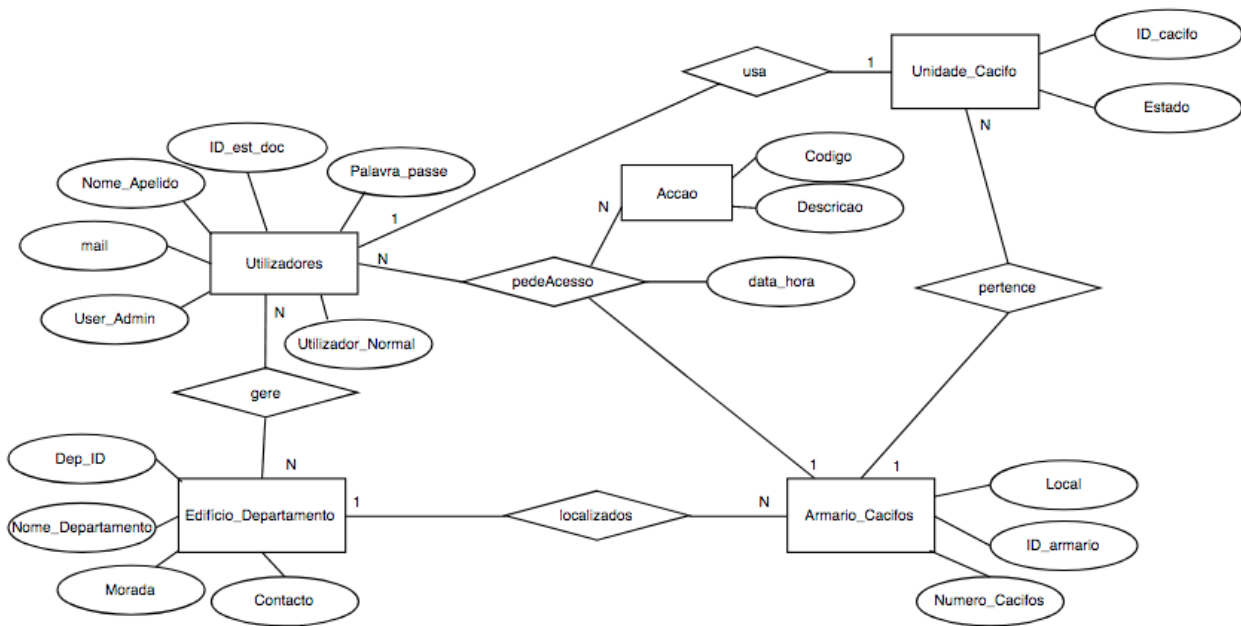 ID_cacifo
usa
1
Unidade_Cacifo
Estado
N
ID_est_doc
Codigo
Nome_Apelido
Palavra_passe
Accao
N
Descricao
1
mail
Utilizadores
N
pedeAcesso
data_hora
pertence
N
User_Admin
Utilizador_Normal
gere
Dep_ID
N
1
1
Local
1
N
Edificio_Departamento
localizados
Armario_Cacifos
Nome_Departamento
ID_armario
Morada
Contacto
Numero_Cacifos